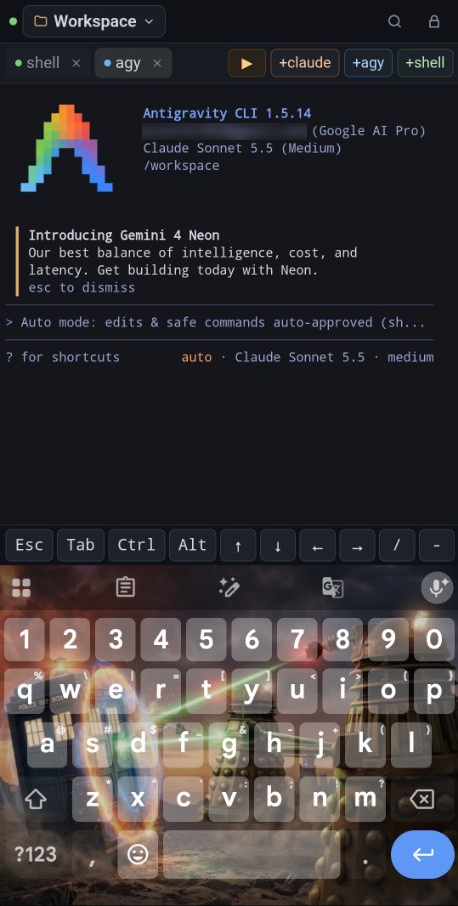 Workspace
shell ×
agy ×
▶
+claude
+agy
+shell
Antigravity CLI 1.5.14
(Google AI Pro)
Claude Sonnet 5.5 (Medium)
/workspace
Introducing Gemini 4 Neon
Our best balance of intelligence, cost, and
latency. Get building today with Neon.
esc to dismiss
> Auto mode: edits & safe commands auto-approved (sh...
? for shortcuts auto · Claude Sonnet 5.5 · medium
Esc Tab Ctrl Alt ↑ ↓ ← → / -
1 2 3 4 5 6 7 8 9 0
q w e r t y u i o p
a s d f g h j k l
z x c v b n m
?123 , .